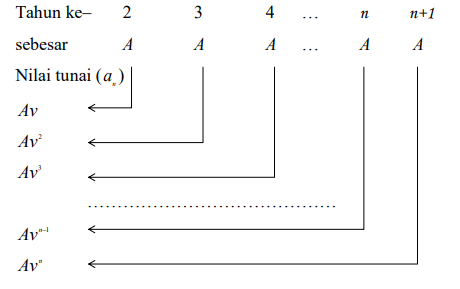 Tahun ke– 2 3 4 … n n+1
sebesar A A A … A A
Nilai tunai (aₙ)
Av
Av²
Av³
………………………………………
Avⁿ⁻¹
Avⁿ